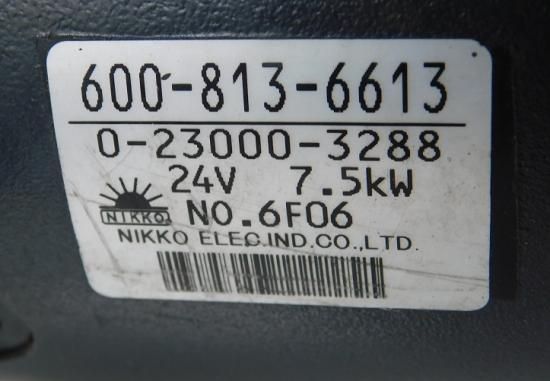 600-813-6613
0-23000-3288
24V 7.5kW
NIKKO NO.6F06
NIKKO ELEC.IND.CO.,LTD.